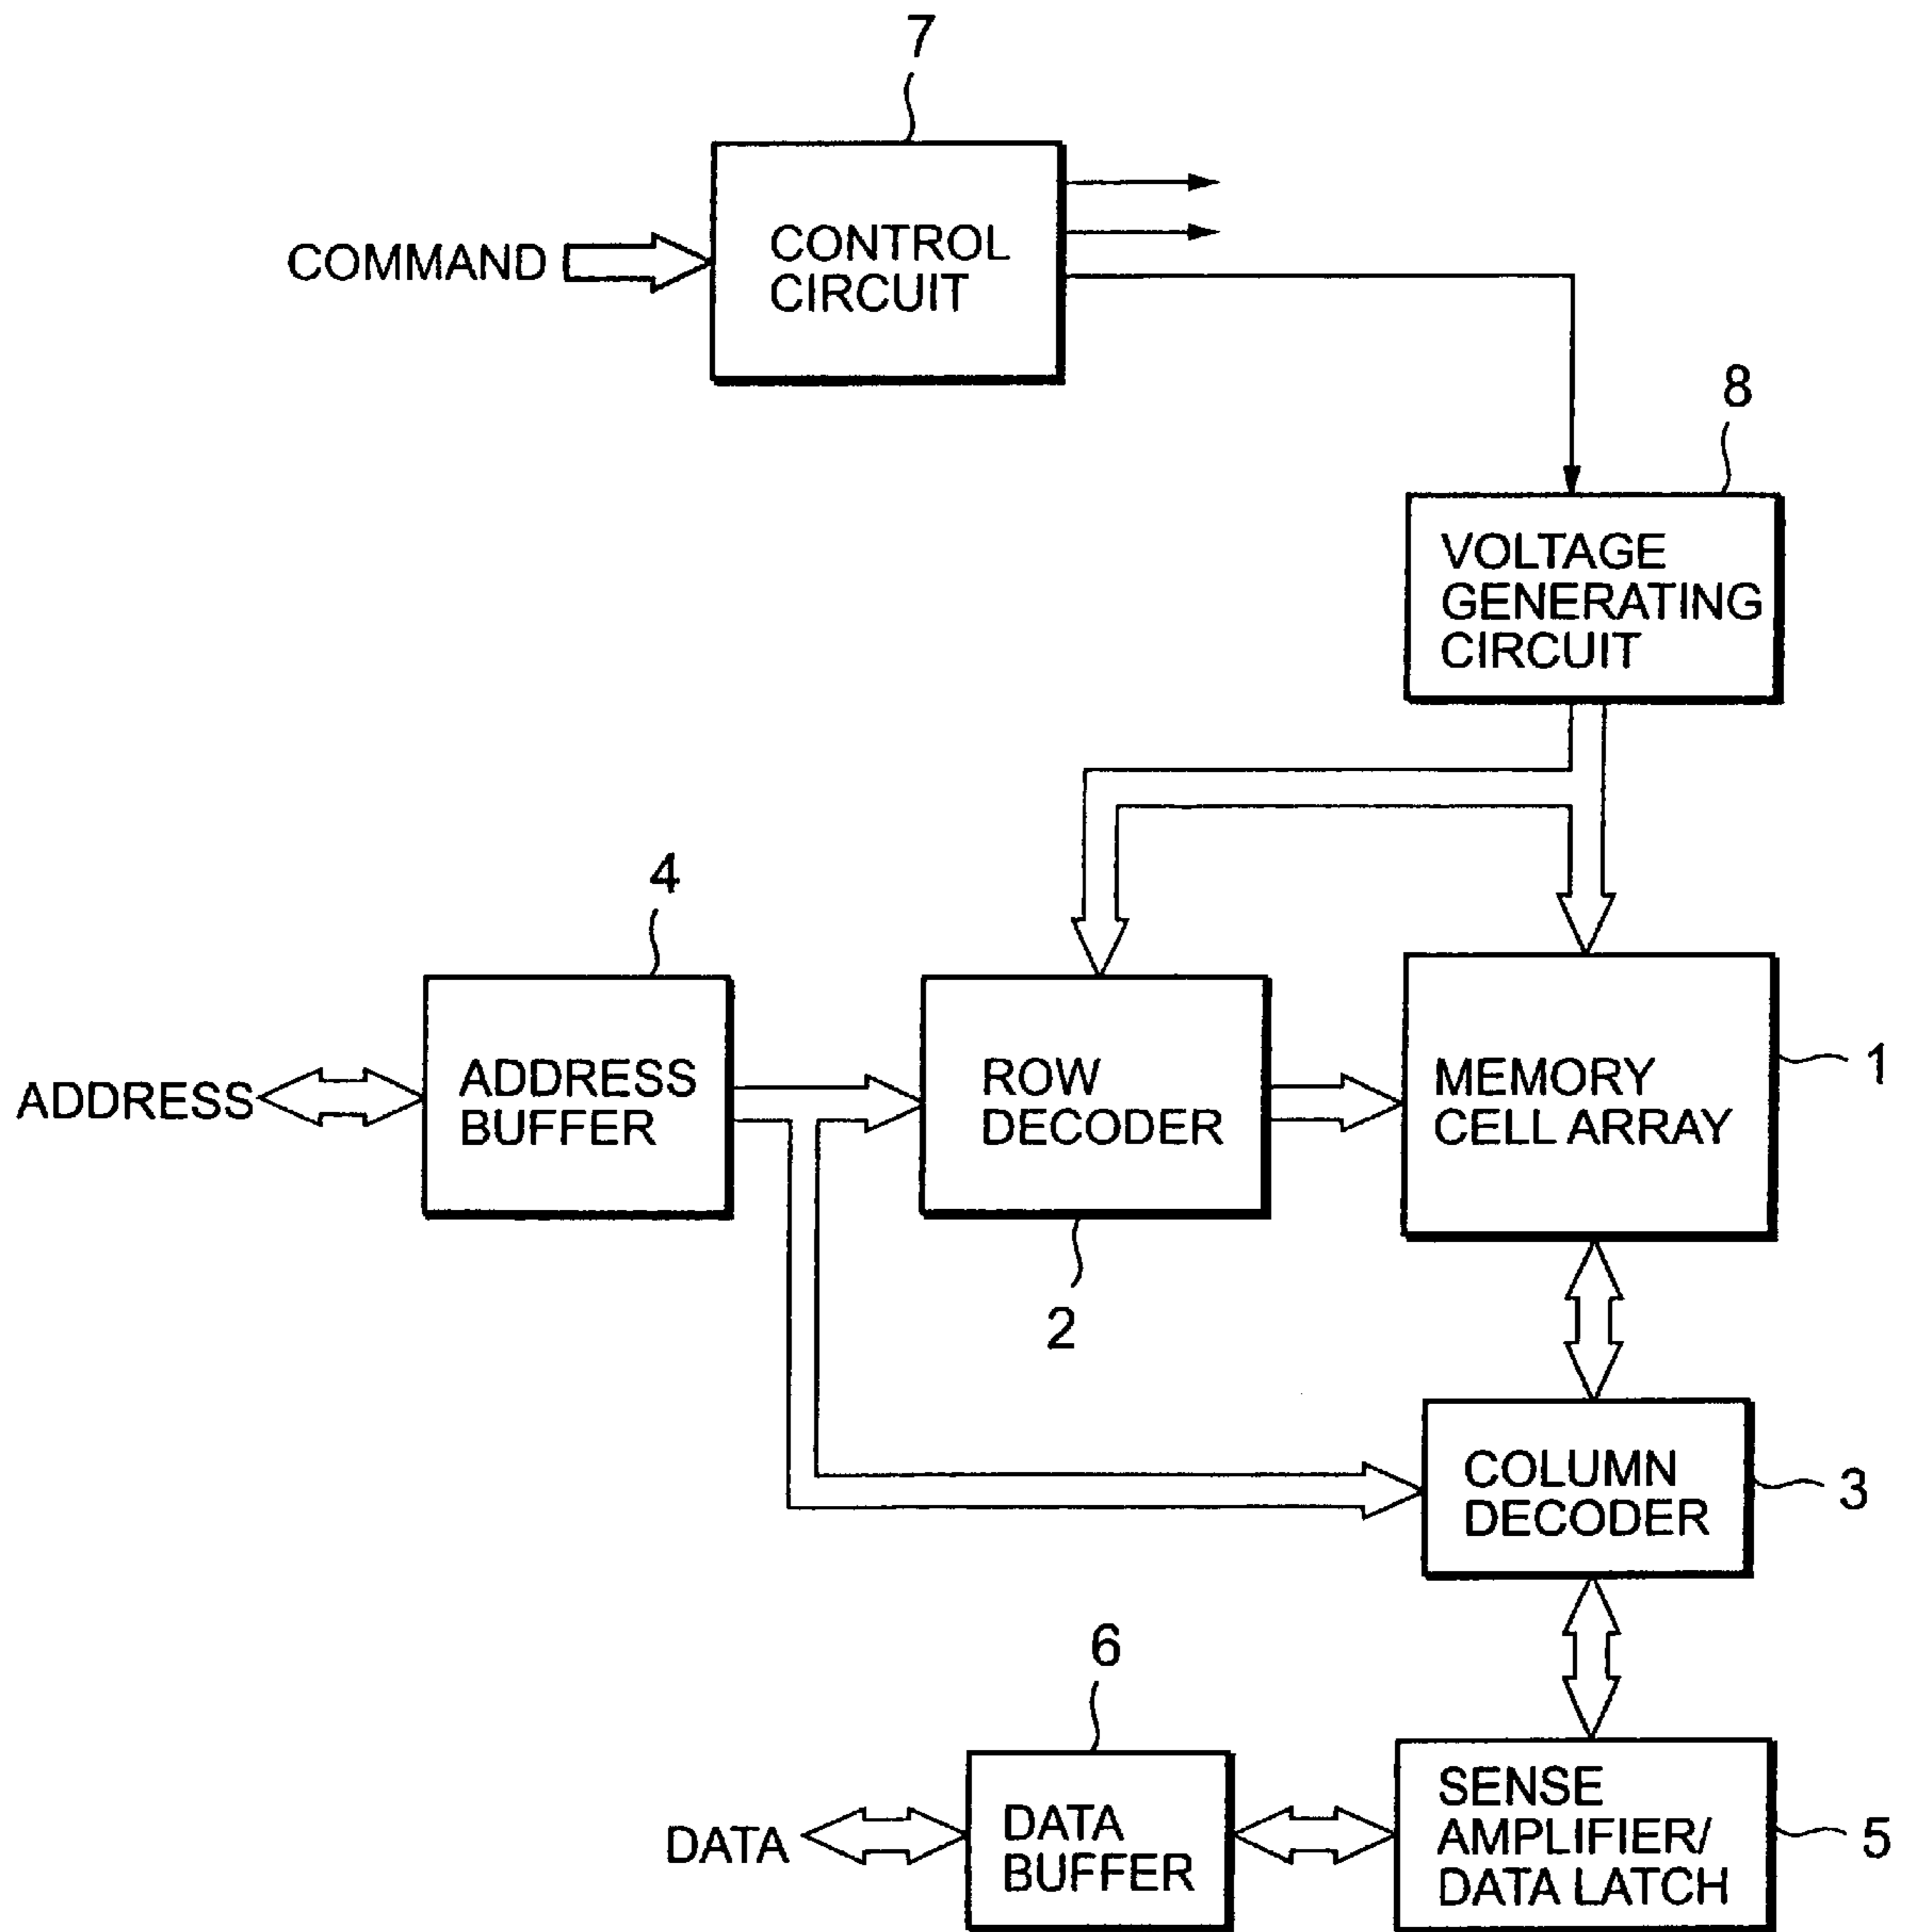 7
COMMAND
CONTROL
CIRCUIT
8
VOLTAGE
GENERATING
CIRCUIT
4
ADDRESS
ADDRESS
BUFFER
ROW
DECODER
MEMORY
CELL ARRAY
1
2
COLUMN
DECODER
3
6
DATA
DATA
BUFFER
SENSE
AMPLIFIER/
DATA LATCH
5